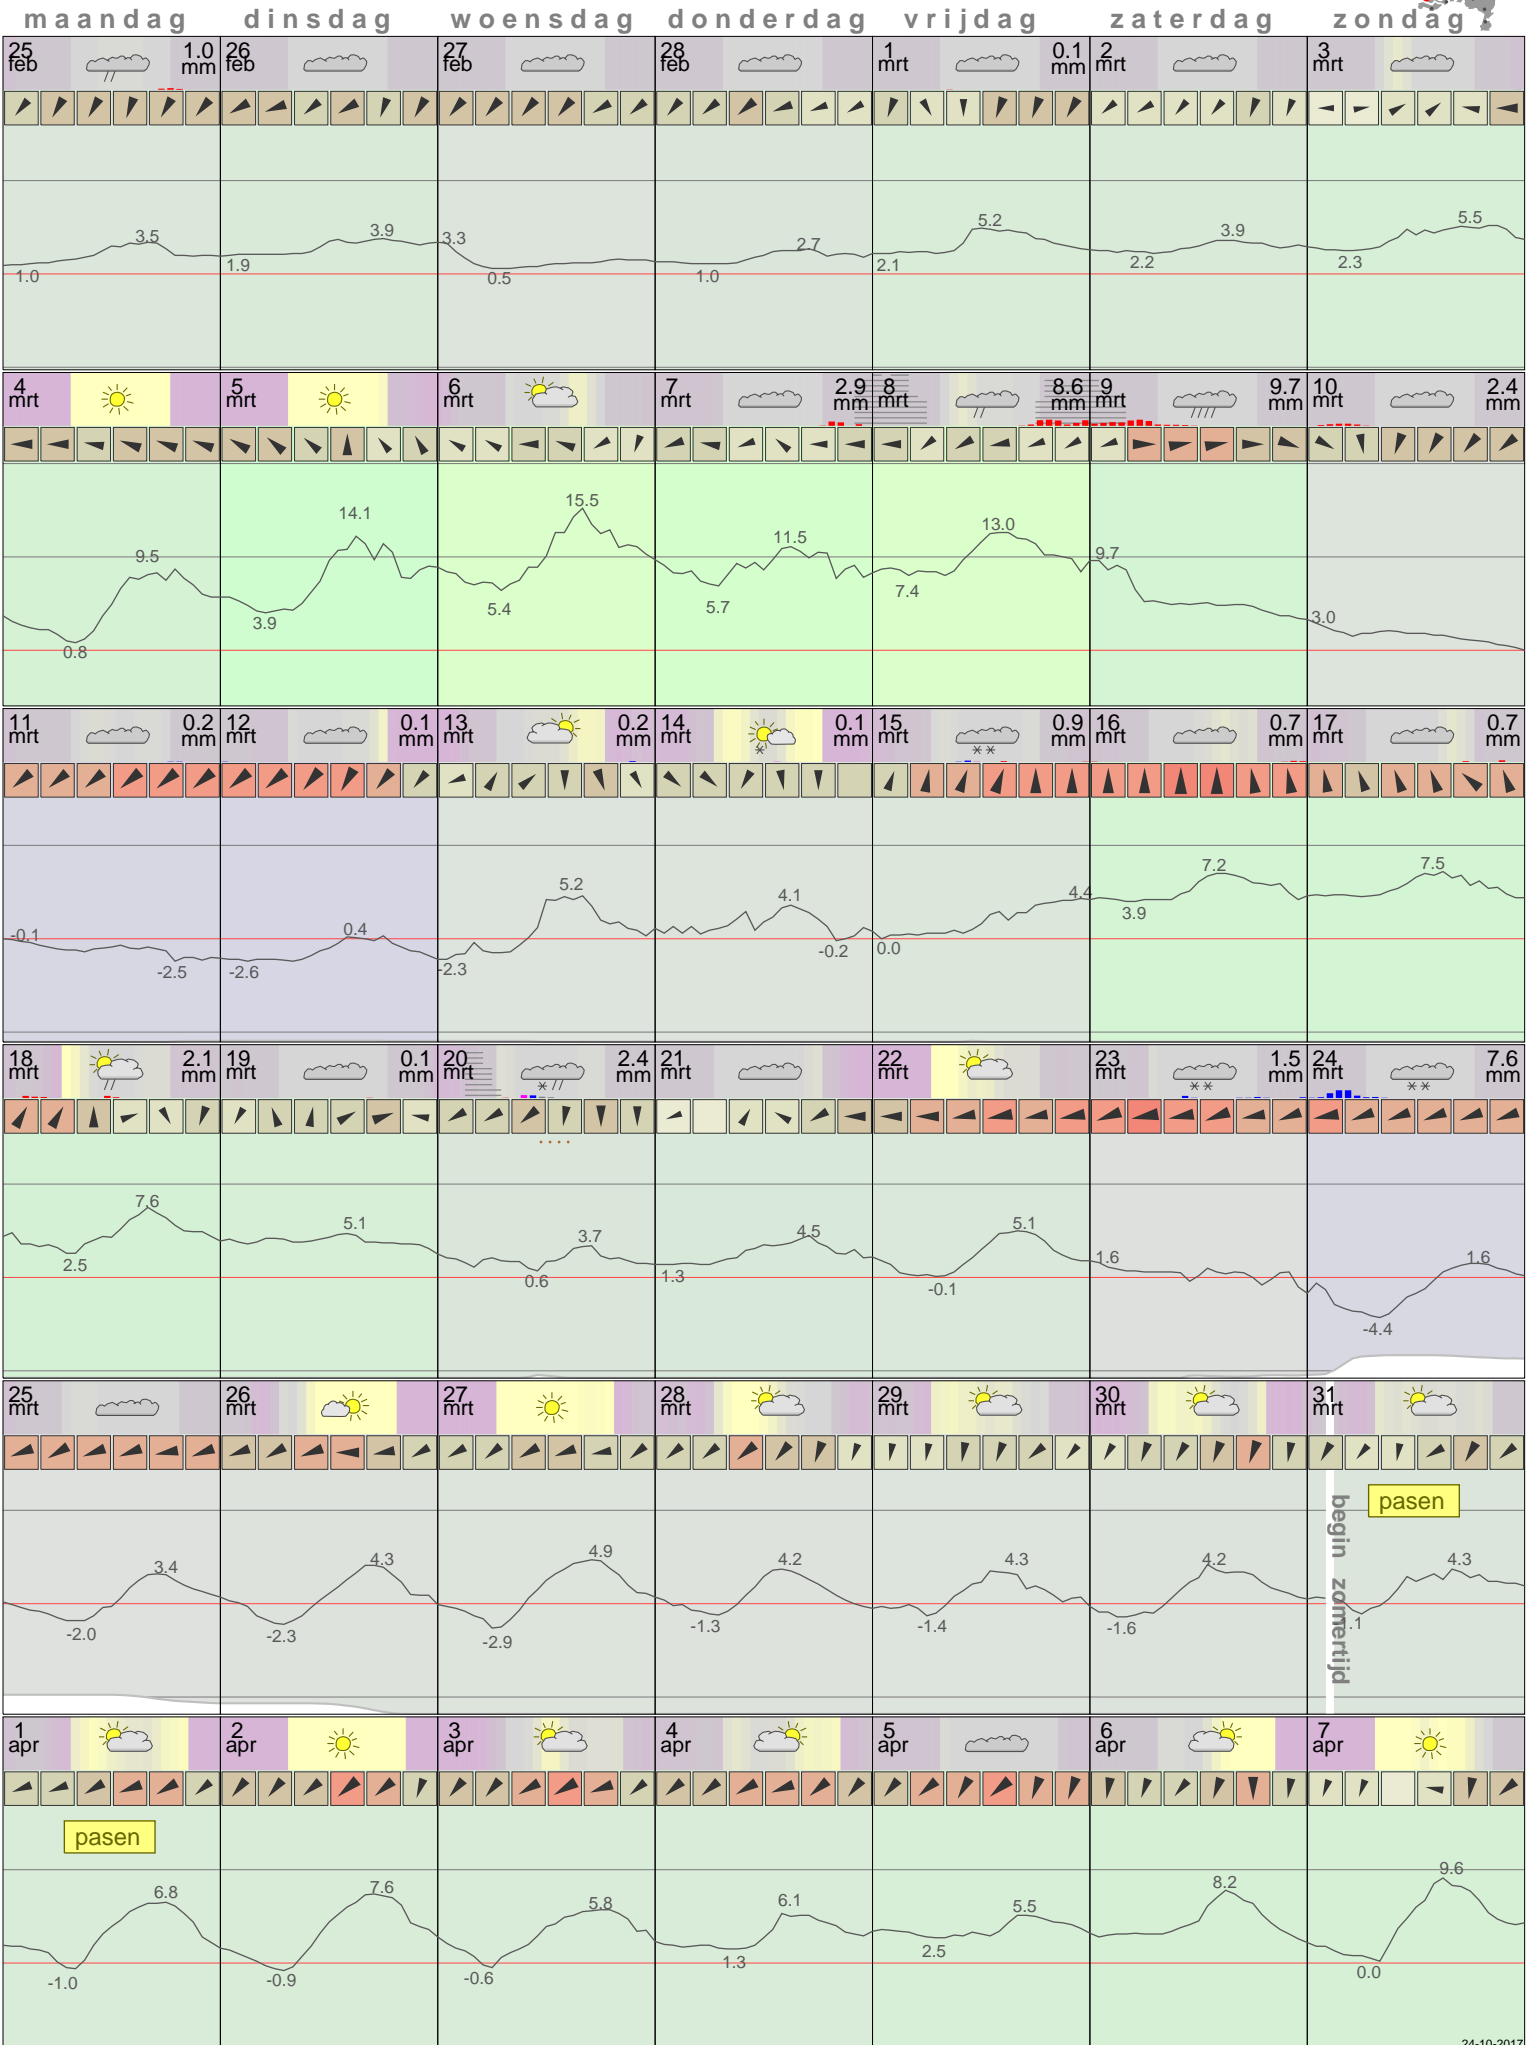 maandag dinsdag woensdag donderdag vrijdag zaterdag zondag
25 feb 1.0 mm 26 feb 27 feb 28 feb 1 mrt 0.1 mm 2 mrt 3 mrt
3.5 3.9 3.3 2.7 5.2 3.9 5.5
1.0 1.9 0.5 1.0 2.1 2.2 2.3
4 mrt 5 mrt 6 mrt 7 mrt 2.9 mm 8 mrt 8.6 mm 9 mrt 9.7 mm 10 mrt 2.4 mm
9.5 14.1 15.5 11.5 13.0 9.7 3.0
0.8 3.9 5.4 5.7 7.4
11 mrt 0.2 mm 12 mrt 0.1 mm 13 mrt 0.2 mm 14 mrt 0.1 mm 15 mrt 0.9 mm 16 mrt 0.7 mm 17 mrt 0.7 mm
-0.1 0.4 5.2 4.1 4.4 7.2 7.5
-2.5 -2.6 -2.3 -0.2 0.0 3.9
18 mrt 2.1 mm 19 mrt 0.1 mm 20 mrt 2.4 mm 21 mrt 22 mrt 23 mrt 1.5 mm 24 mrt 7.6 mm
7.6 5.1 3.7 4.5 5.1 1.6 1.6
2.5 0.6 1.3 -0.1 -4.4
25 mrt 26 mrt 27 mrt 28 mrt 29 mrt 30 mrt 31 mrt
pasen
begin zomertijd
3.4 4.3 4.9 4.2 4.3 4.2 4.3
-2.0 -2.3 -2.9 -1.3 -1.4 -1.6
1 apr 2 apr 3 apr 4 apr 5 apr 6 apr 7 apr
pasen
6.8 7.6 5.8 6.1 5.5 8.2 9.6
-1.0 -0.9 -0.6 1.3 2.5 0.0
24-10-2017